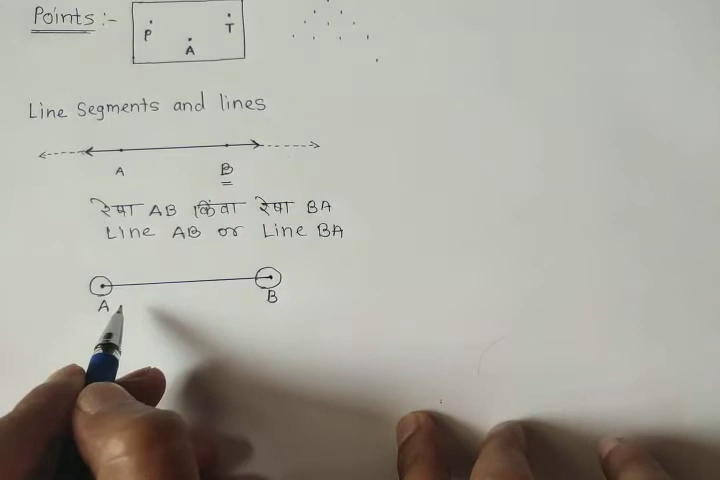 Points :-
P T
A
Line Segments and lines
A B
रेषा AB किंवा रेषा BA
Line AB or Line BA
A B